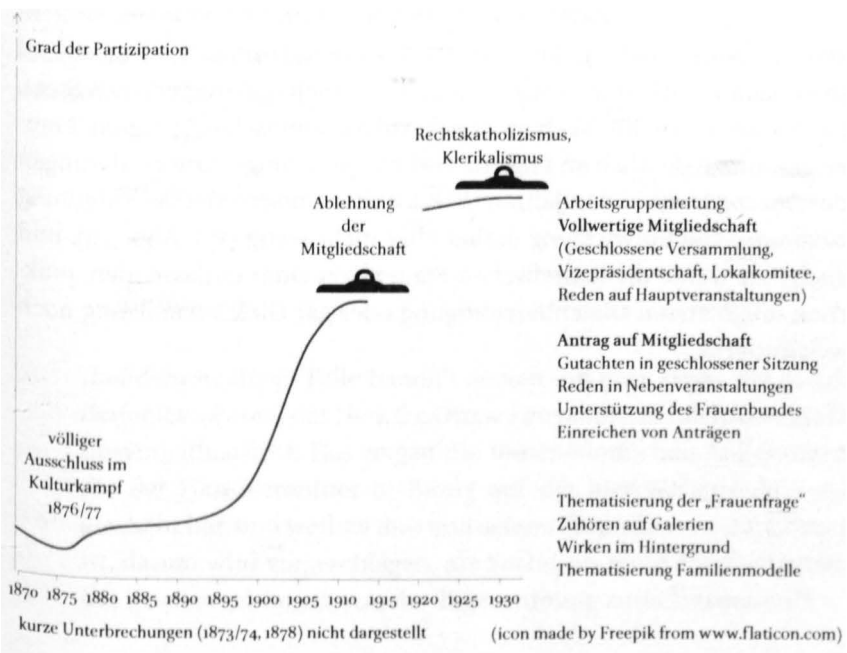 Grad der Partizipation
Rechtskatholizismus,
Klerikalismus
Ablehnung
der
Mitgliedschaft
Arbeitsgruppenleitung
Vollwertige Mitgliedschaft
(Geschlossene Versammlung,
Vizepräsidentschaft, Lokalkomitee,
Reden auf Hauptveranstaltungen)
Antrag auf Mitgliedschaft
Gutachten in geschlossener Sitzung
Reden in Nebenveranstaltungen
Unterstützung des Frauenbundes
Einreichen von Anträgen
völliger
Ausschluss im
Kulturkampf
1876/77
Thematisierung der „Frauenfrage“
Zuhören auf Galerien
Wirken im Hintergrund
Thematisierung Familienmodelle
1870 1875 1880 1885 1890 1895 1900 1905 1910 1915 1920 1925 1930
kurze Unterbrechungen (1873/74, 1878) nicht dargestellt
(icon made by Freepik from www.flaticon.com)